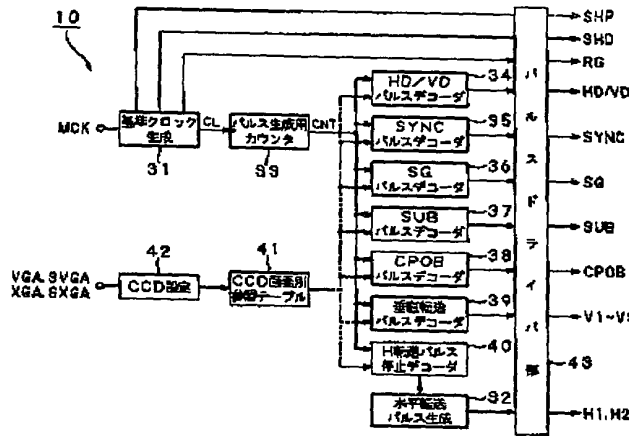 10
SHP
SHD
RG
HD/VD
パルスデコーダ
34
HD/VD
MCK
基準クロック
生成
31
CL
パルス生成用
カウンタ
33
CNT
SYNC
パルスデコーダ
35
SYNC
SG
パルスデコーダ
36
SG
SUB
パルスデコーダ
37
SUB
CPOB
パルスデコーダ
38
CPOB
VGA, SVGA
XGA, SXGA
42
CCD設定
41
CCD画素別
参照テーブル
垂直転送
パルスデコーダ
39
H転送パルス
停止デコーダ
40
水平転送
パルス生成
32
H1, H2
パルスドライバ部
43